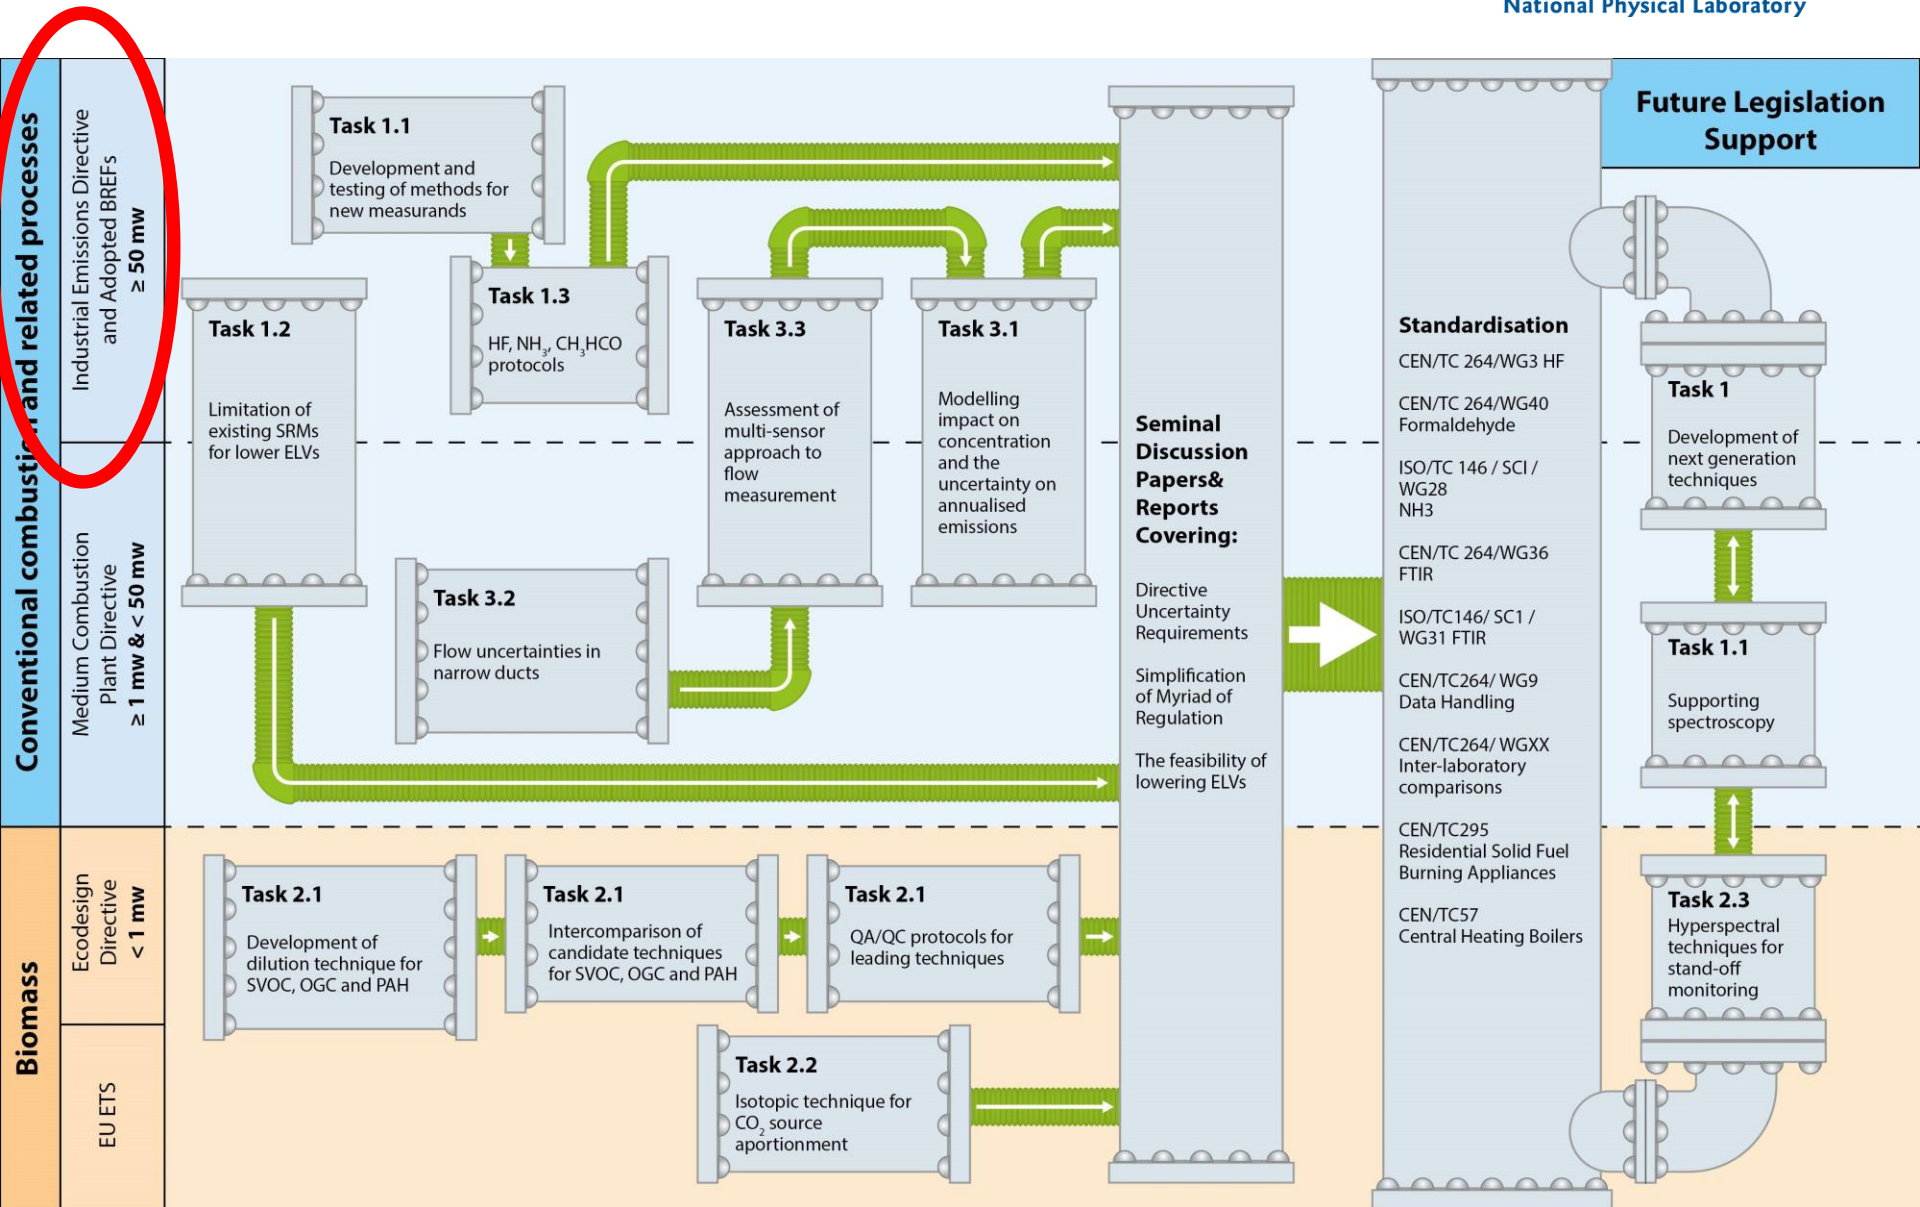 National Physical Laboratory
Conventional combustion and related processes
Industrial Emissions Directive
and Adopted BREFs
≥ 50 mw
Medium Combustion
Plant Directive
≥ 1 mw & < 50 mw
Biomass
Ecodesign
Directive
< 1 mw
EU ETS
Task 1.1
Development and
testing of methods for
new measurands
Task 1.3
HF, NH3, CH3HCO
protocols
Task 1.2
Limitation of
existing SRMs
for lower ELVs
Task 3.3
Assessment of
multi-sensor
approach to
flow
measurement
Task 3.1
Modelling
impact on
concentration
and the
uncertainty on
annualised
emissions
Task 3.2
Flow uncertainties in
narrow ducts
Task 2.1
Development of
dilution technique for
SVOC, OGC and PAH
Task 2.1
Intercomparison of
candidate techniques
for SVOC, OGC and PAH
Task 2.1
QA/QC protocols for
leading techniques
Task 2.2
Isotopic technique for
CO2 source
aportionment
Seminal
Discussion
Papers&
Reports
Covering:
Directive
Uncertainty
Requirements
Simplification
of Myriad of
Regulation
The feasibility of
lowering ELVs
Standardisation
CEN/TC 264/WG3 HF
CEN/TC 264/WG40
Formaldehyde
ISO/TC 146 / SCI /
WG28
NH3
CEN/TC 264/WG36
FTIR
ISO/TC146/ SC1 /
WG31 FTIR
CEN/TC264/ WG9
Data Handling
CEN/TC264/ WGXX
Inter-laboratory
comparisons
CEN/TC295
Residential Solid Fuel
Burning Appliances
CEN/TC57
Central Heating Boilers
Future Legislation
Support
Task 1
Development of
next generation
techniques
Task 1.1
Supporting
spectroscopy
Task 2.3
Hyperspectral
techniques for
stand-off
monitoring